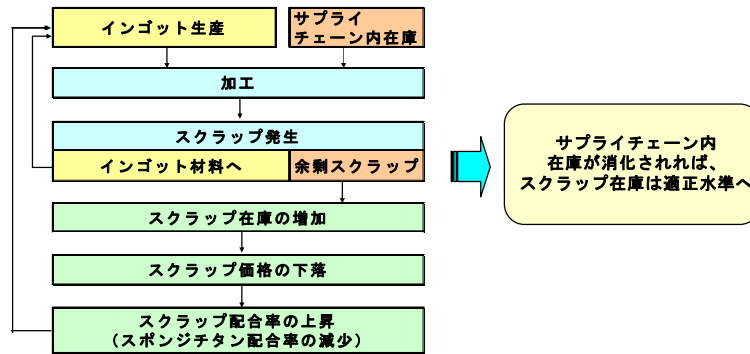 インゴット生産
サプライ
チェーン内在庫
加工
スクラップ発生
インゴット材料へ
余剰スクラップ
スクラップ在庫の増加
スクラップ価格の下落
スクラップ配合率の上昇
（スポンジチタン配合率の減少）
サプライチェーン内
在庫が消化されれば、
スクラップ在庫は適正水準へ